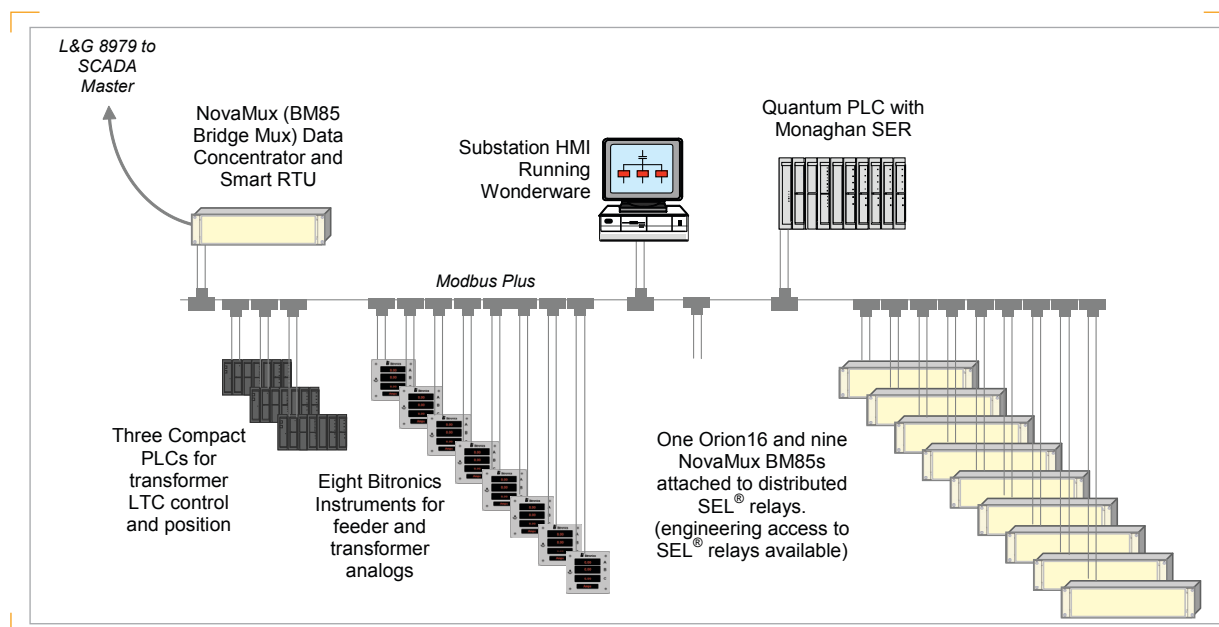 L&G 8979 to
SCADA
Master
NovaMux (BM85
Bridge Mux) Data
Concentrator and
Smart RTU
Substation HMI
Running
Wonderware
Quantum PLC with
Monaghan SER
Modbus Plus
Three Compact
PLCs for
transformer
LTC control
and position
Eight Bitronics
Instruments for
feeder and
transformer
analogs
One Orion16 and nine
NovaMux BM85s
attached to distributed
SEL® relays.
(engineering access to
SEL® relays available)